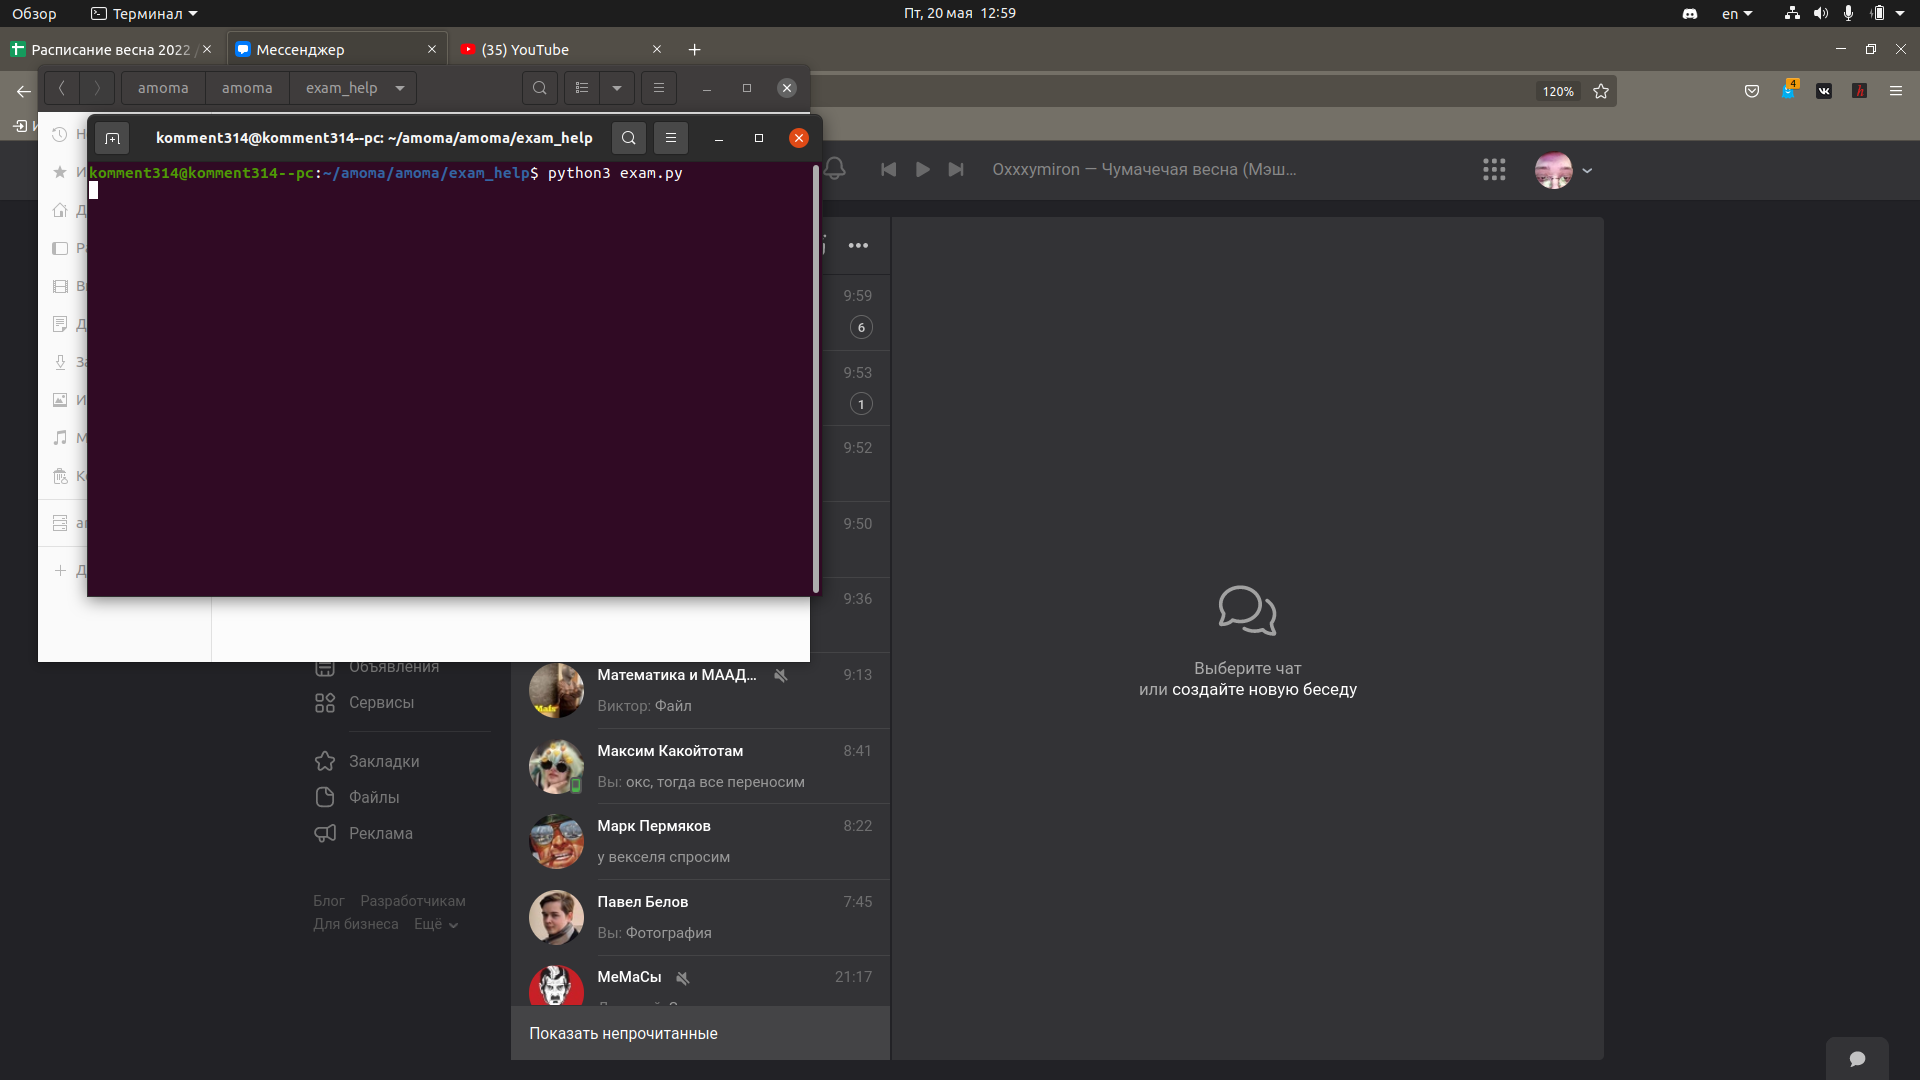 Обзор
Терминал
Пт, 20 мая 12:59
en
Расписание весна 2022
Мессенджер
(35) YouTube
amoma
amoma
exam_help
120%
4
komment314@komment314--pc: ~/amoma/amoma/exam_help
komment314@komment314--pc:~/amoma/amoma/exam_help$ python3 exam.py
Oxxxymiron — Чумачечая весна (Мэш...
9:59
6
9:53
1
9:52
9:50
9:36
Объявления
Сервисы
Закладки
Файлы
Реклама
Блог Разработчикам
Для бизнеса Ещё
Математика и МААД... 9:13
Виктор: Файл
Максим Какойтотам 8:41
Вы: окс, тогда все переносим
Марк Пермяков 8:22
у векселя спросим
Павел Белов 7:45
Вы: Фотография
МеМаСы 21:17
Показать непрочитанные
Выберите чат
или создайте новую беседу